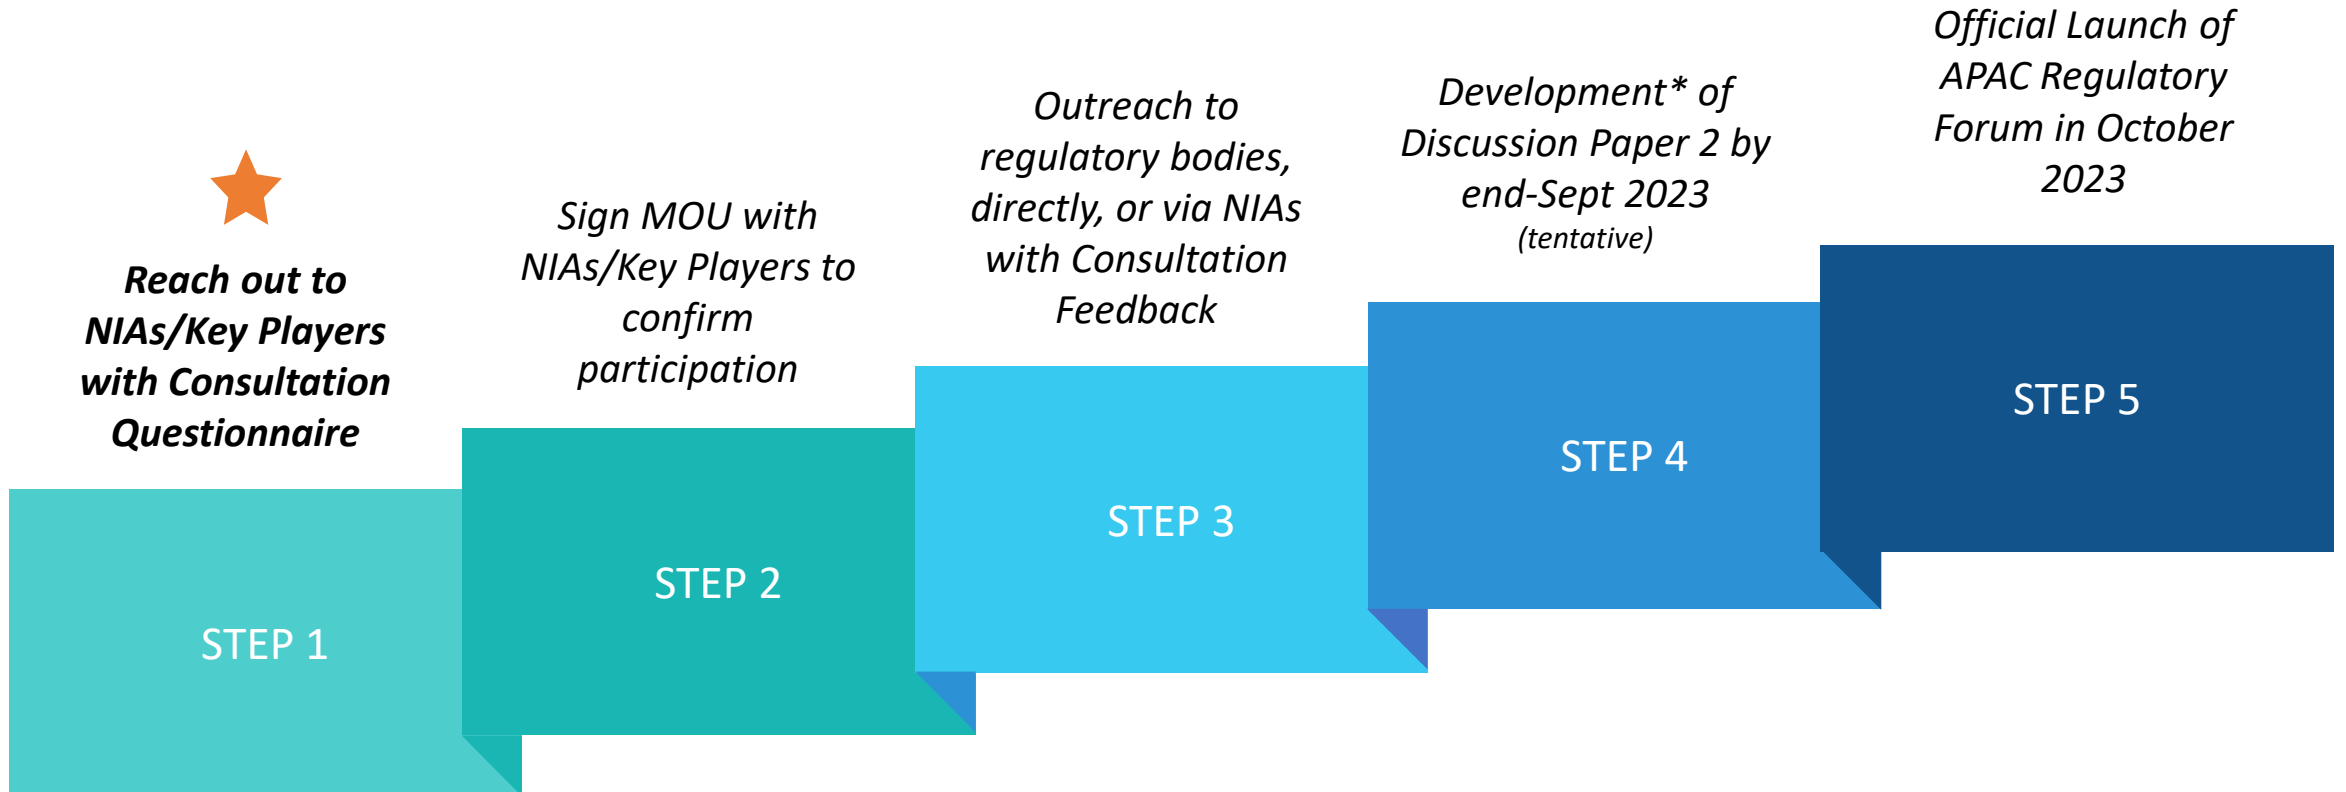 Reach out to
NIAs/Key Players
with Consultation
Questionnaire
STEP 1
Sign MOU with
NIAs/Key Players to
confirm
participation
STEP 2
Outreach to
regulatory bodies,
directly, or via NIAs
with Consultation
Feedback
STEP 3
Development* of
Discussion Paper 2 by
end-Sept 2023
(tentative)
STEP 4
Official Launch of
APAC Regulatory
Forum in October
2023
STEP 5